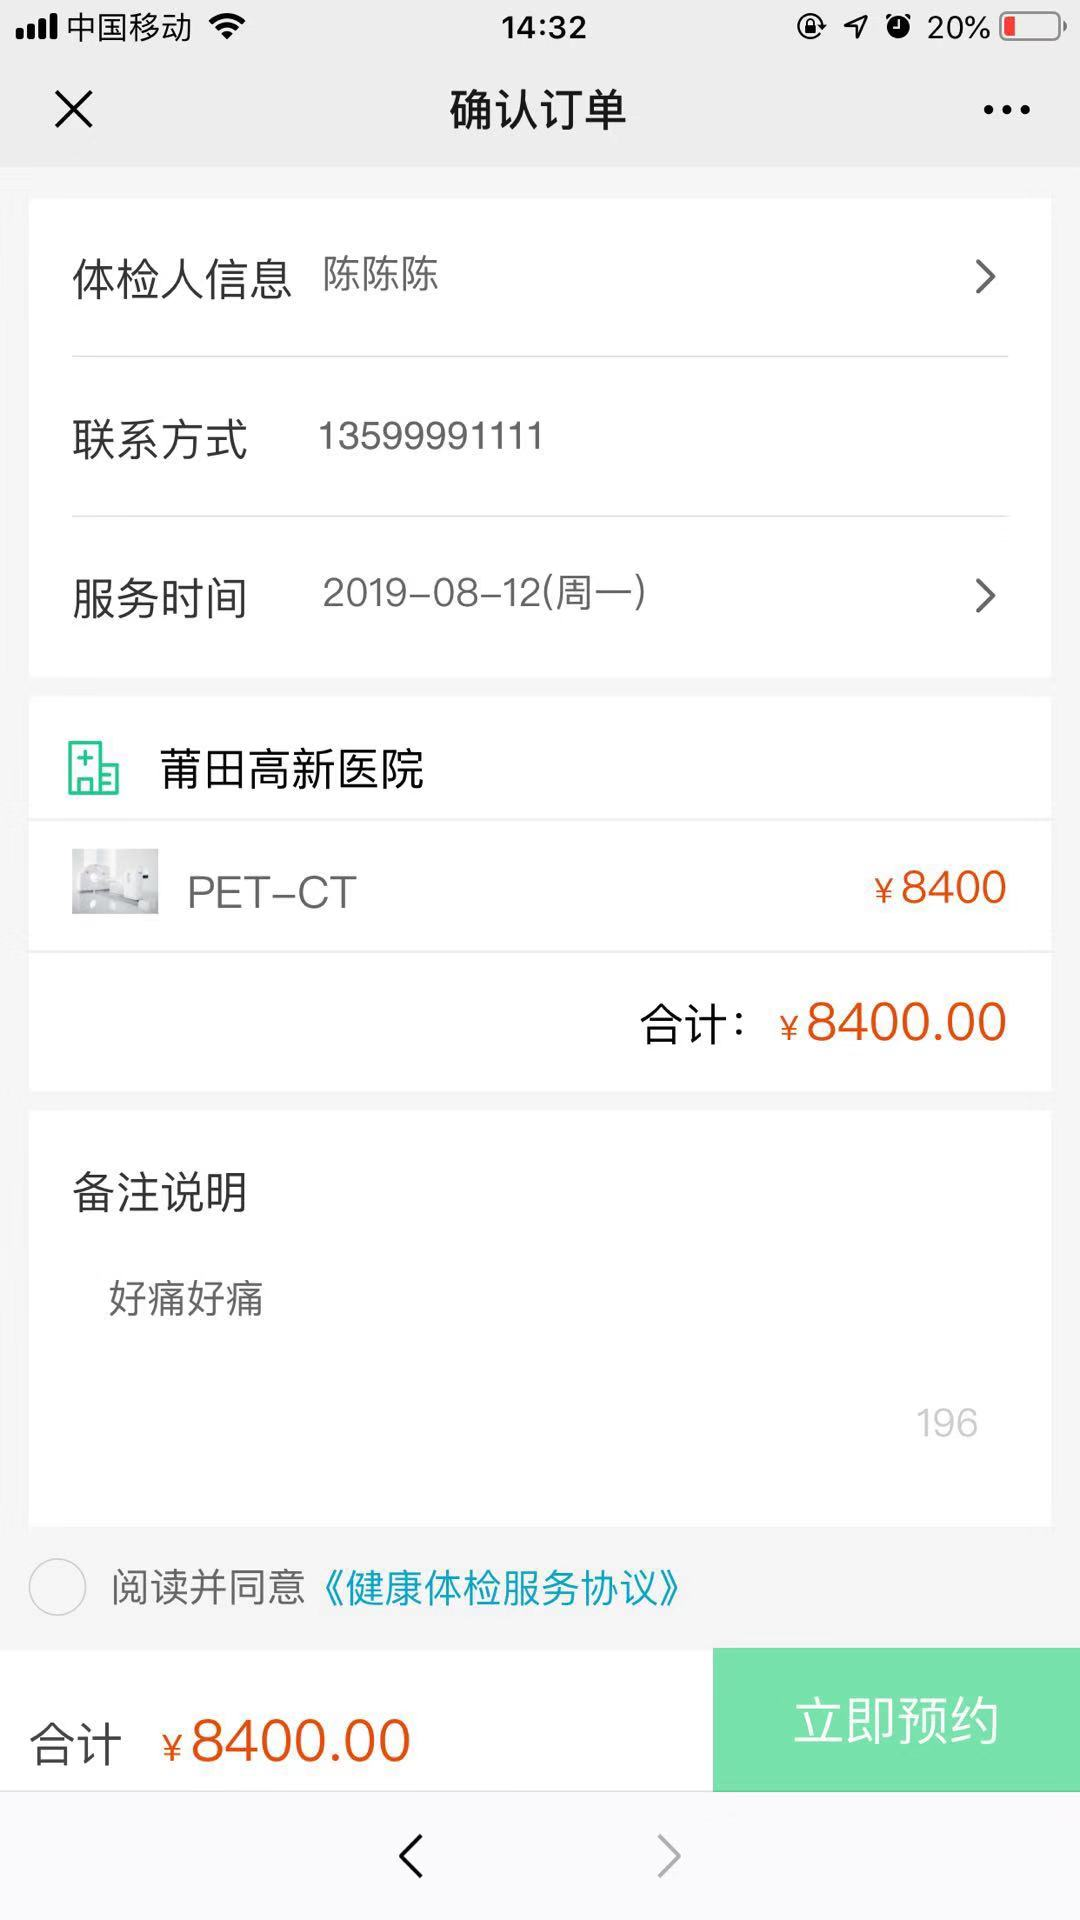 中国移动 14:32 20%
确认订单
体检人信息 陈陈陈
联系方式 13599991111
服务时间 2019-08-12(周一)
莆田高新医院
PET-CT ¥8400
合计： ¥8400.00
备注说明
好痛好痛
196
阅读并同意《健康体检服务协议》
合计 ¥8400.00 立即预约